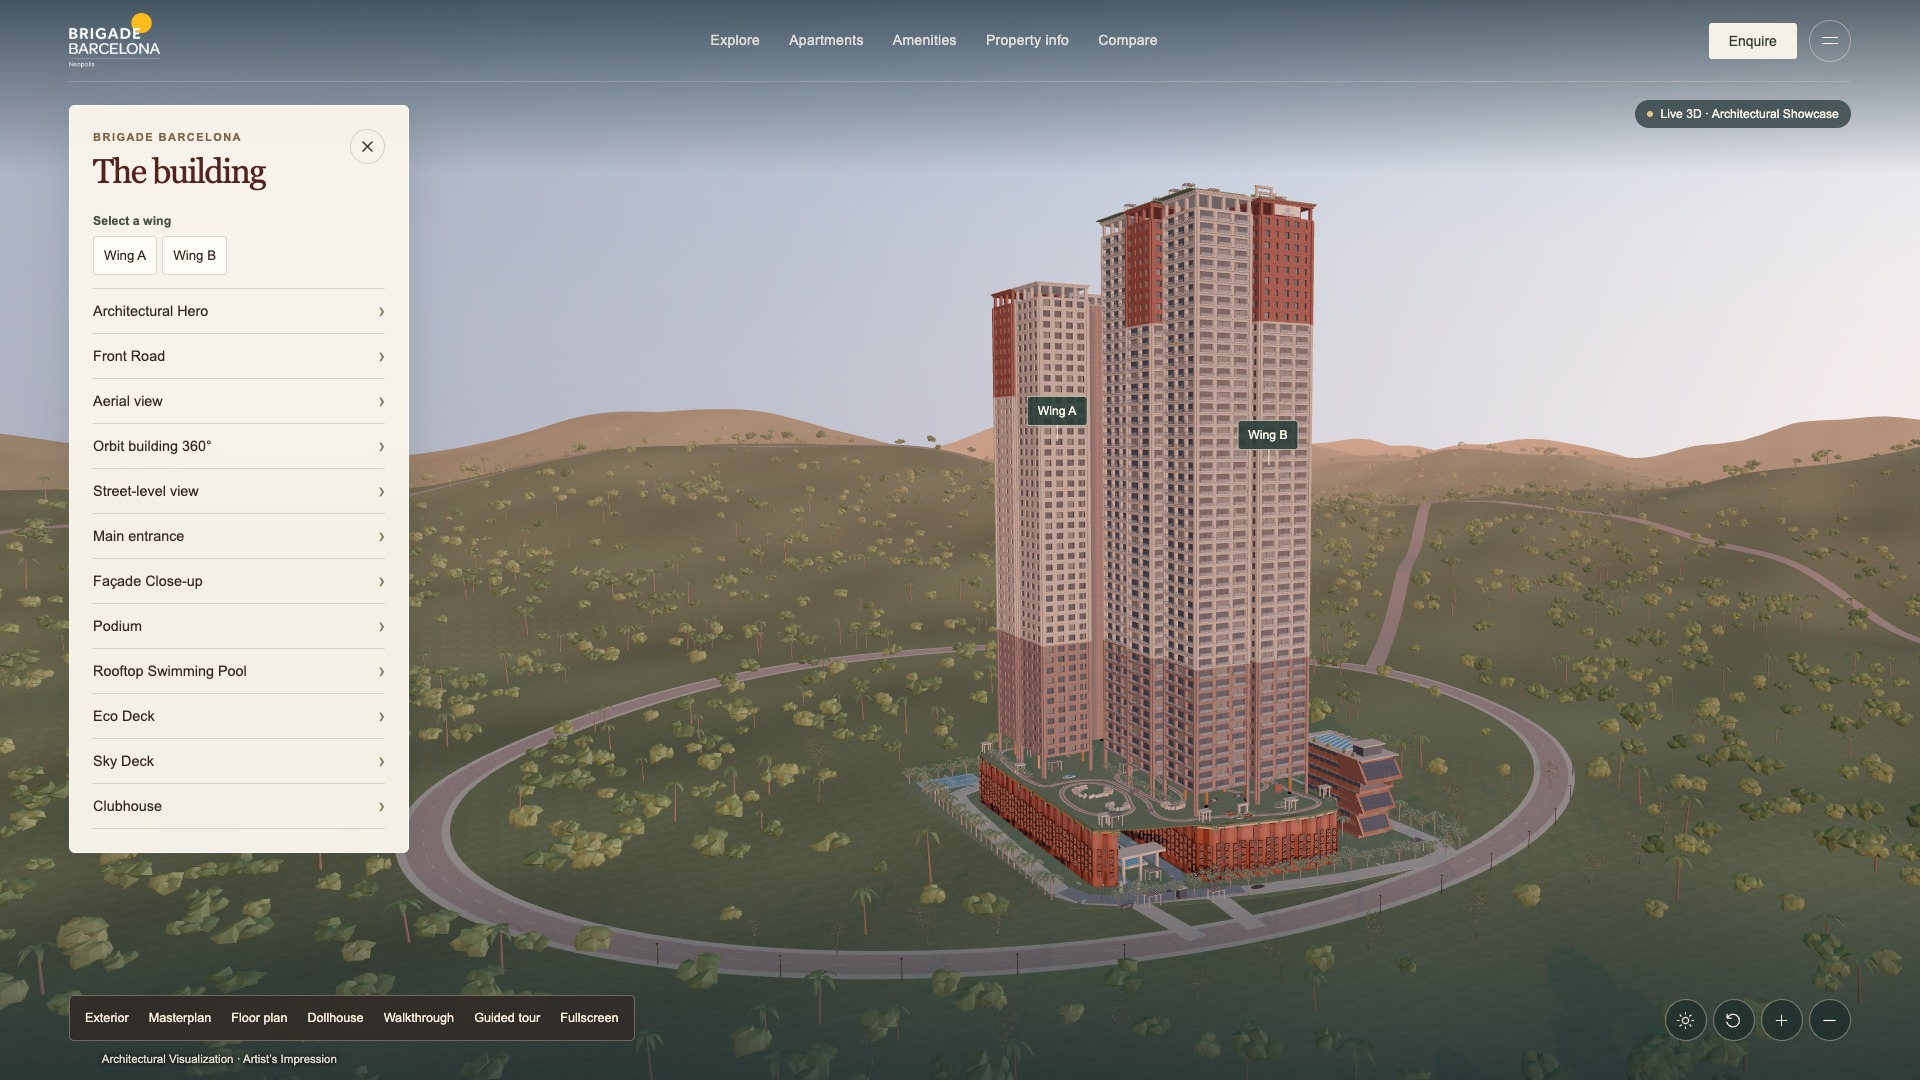 BRIGADE
BARCELONA
Neopolis
Explore
Apartments
Amenities
Property info
Compare
Enquire
Live 3D · Architectural Showcase
BRIGADE BARCELONA
The building
Select a wing
Wing A
Wing B
Architectural Hero
Front Road
Aerial view
Orbit building 360°
Street-level view
Main entrance
Façade Close-up
Podium
Rooftop Swimming Pool
Eco Deck
Sky Deck
Clubhouse
Wing A
Wing B
Exterior
Masterplan
Floor plan
Dollhouse
Walkthrough
Guided tour
Fullscreen
Architectural Visualization · Artist's Impression